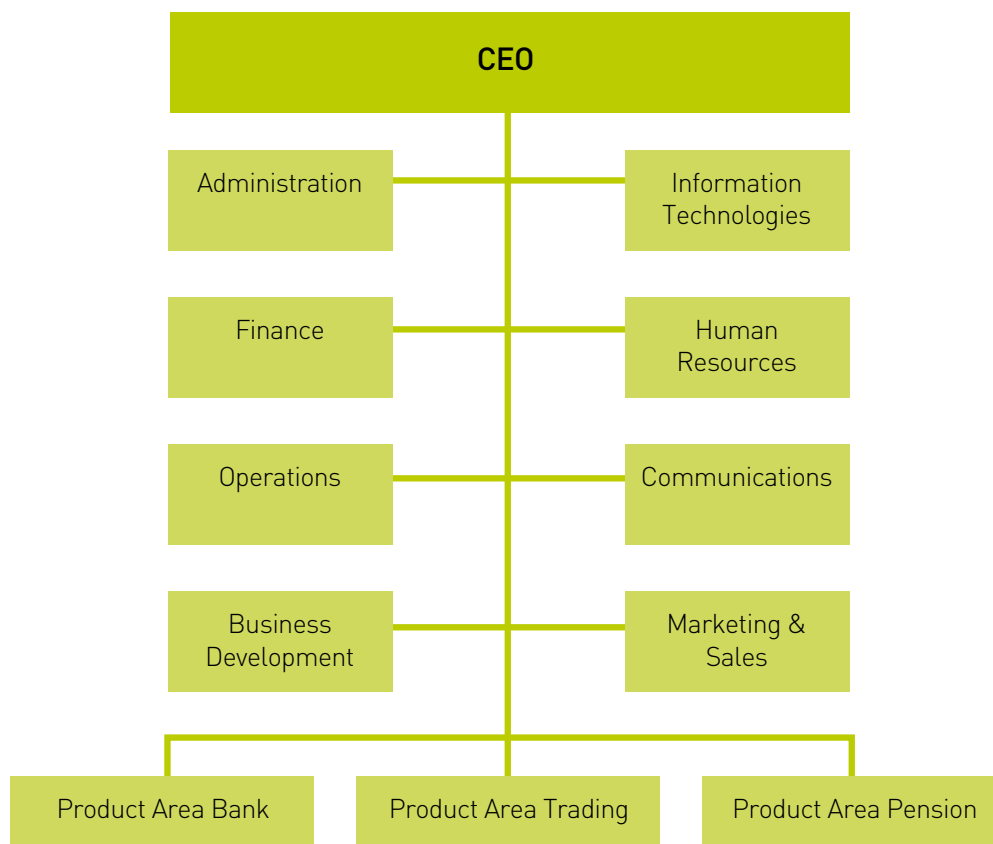 CEO
Administration
Information
Technologies
Finance
Human
Resources
Operations
Communications
Business
Development
Marketing &
Sales
Product Area Bank
Product Area Trading
Product Area Pension